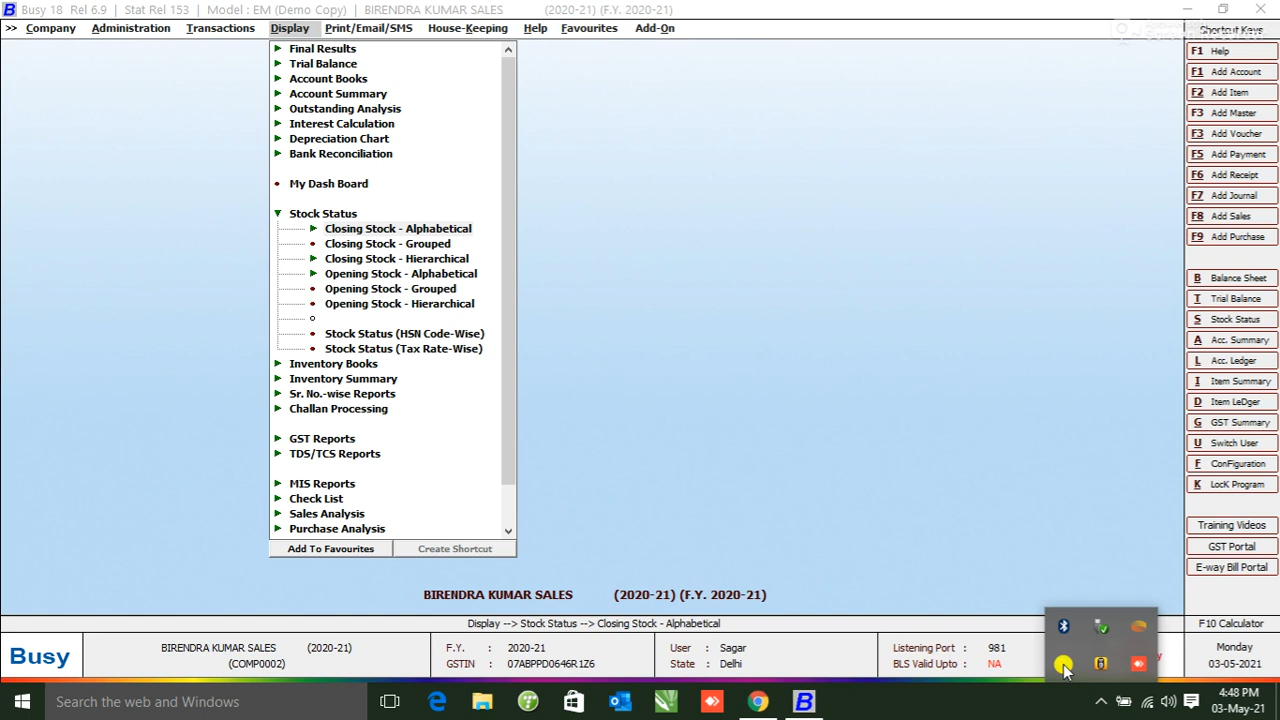 Busy 18 Rel 6.9 | Stat Rel 153 | Model : EM (Demo Copy) | BIRENDRA KUMAR SALES (2020-21) (F.Y. 2020-21)
>> Company Administration Transactions Display Print/Email/SMS House-Keeping Help Favourites Add-On
Final Results
Trial Balance
Account Books
Account Summary
Outstanding Analysis
Interest Calculation
Depreciation Chart
Bank Reconciliation
My Dash Board
Stock Status
Closing Stock - Alphabetical
Closing Stock - Grouped
Closing Stock - Hierarchical
Opening Stock - Alphabetical
Opening Stock - Grouped
Opening Stock - Hierarchical
Stock Status (HSN Code-Wise)
Stock Status (Tax Rate-Wise)
Inventory Books
Inventory Summary
Sr. No.-wise Reports
Challan Processing
GST Reports
TDS/TCS Reports
MIS Reports
Check List
Sales Analysis
Purchase Analysis
Add To Favourites Create Shortcut
Shortcut Keys
F1 Help
F1 Add Account
F2 Add Item
F3 Add Master
F3 Add Voucher
F5 Add Payment
F6 Add Receipt
F7 Add Journal
F8 Add Sales
F9 Add Purchase
B Balance Sheet
T Trial Balance
S Stock Status
A Acc. Summary
L Acc. Ledger
I Item Summary
D Item LeDger
G GST Summary
U Switch User
F ConFiguration
K LocK Program
Training Videos
GST Portal
E-way Bill Portal
BIRENDRA KUMAR SALES (2020-21) (F.Y. 2020-21)
Display --> Stock Status --> Closing Stock - Alphabetical
F10 Calculator
Busy
BIRENDRA KUMAR SALES (2020-21)
(COMP0002)
F.Y. : 2020-21
GSTIN : 07ABPPD0646R1Z6
User : Sagar
State : Delhi
Listening Port : 981
BLS Valid Upto : NA
Monday
03-05-2021
Search the web and Windows
4:48 PM
03-May-21